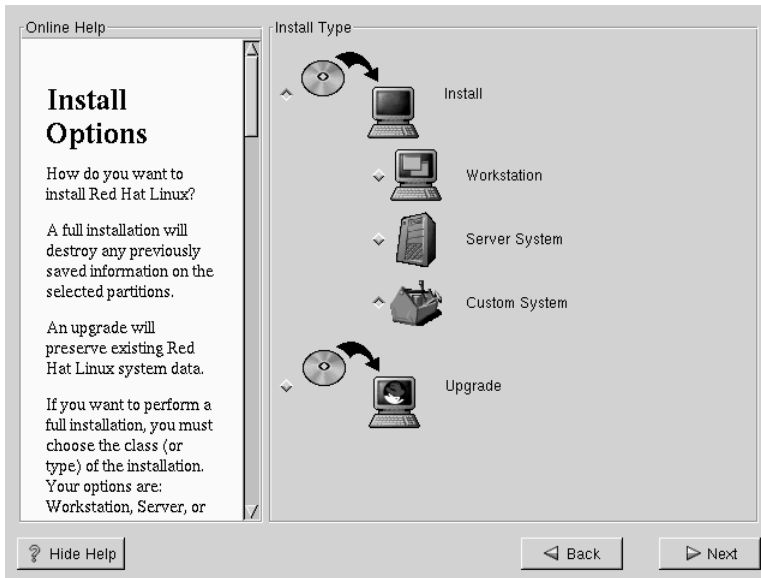 Online Help
Install
Options
How do you want to
install Red Hat Linux?
A full installation will
destroy any previously
saved information on the
selected partitions.
An upgrade will
preserve existing Red
Hat Linux system data.
If you want to perform a
full installation, you must
choose the class (or
type) of the installation.
Your options are:
Workstation, Server, or
Install Type
Install
Workstation
Server System
Custom System
Upgrade
? Hide Help
Back
Next